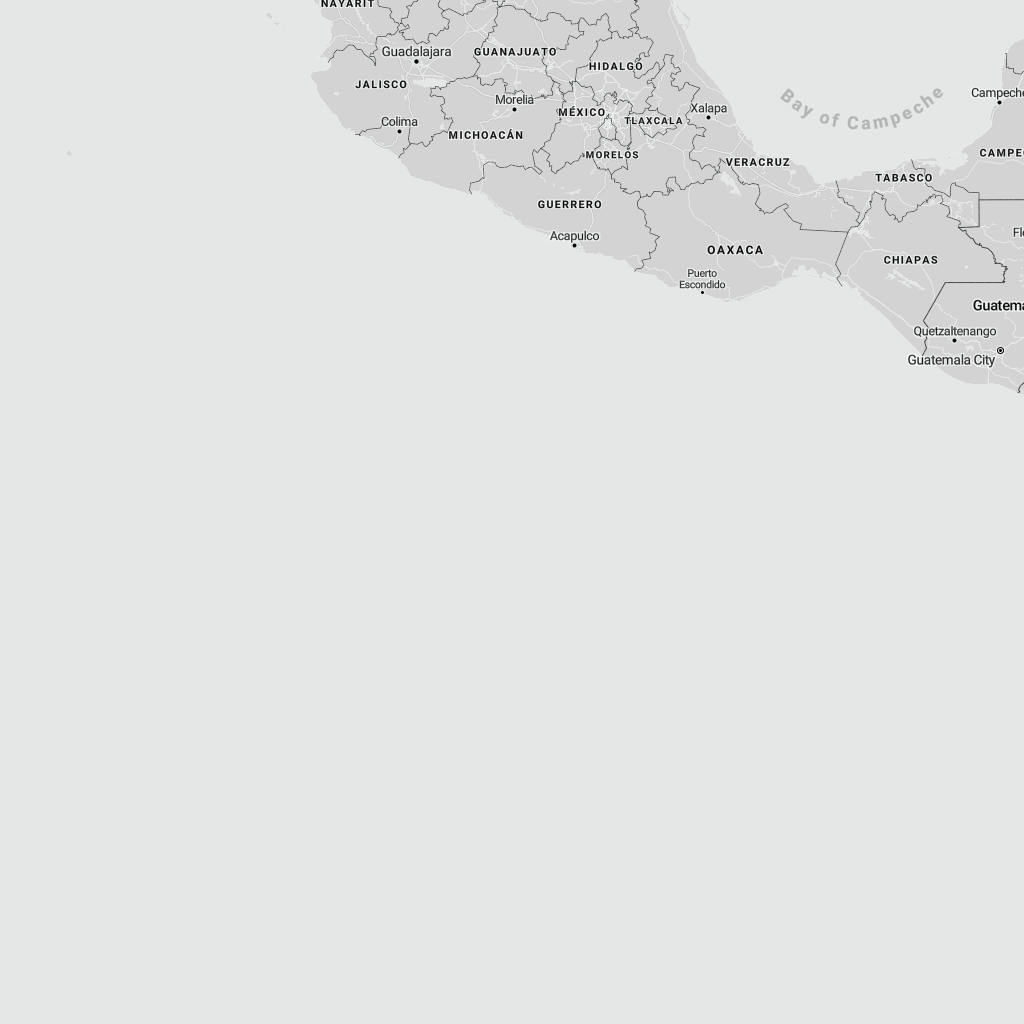 NAYARIT
Guadalajara
GUANAJUATO
HIDALGO
JALISCO
Morelia
MÉXICO
Xalapa
Bay of Campeche
Campeche
Colima
TLAXCALA
MICHOACÁN
MORELOS
VERACRUZ
CAMPEC
TABASCO
GUERRERO
Acapulco
Fl
OAXACA
CHIAPAS
Puerto
Escondido
Guatema
Quetzaltenango
Guatemala City